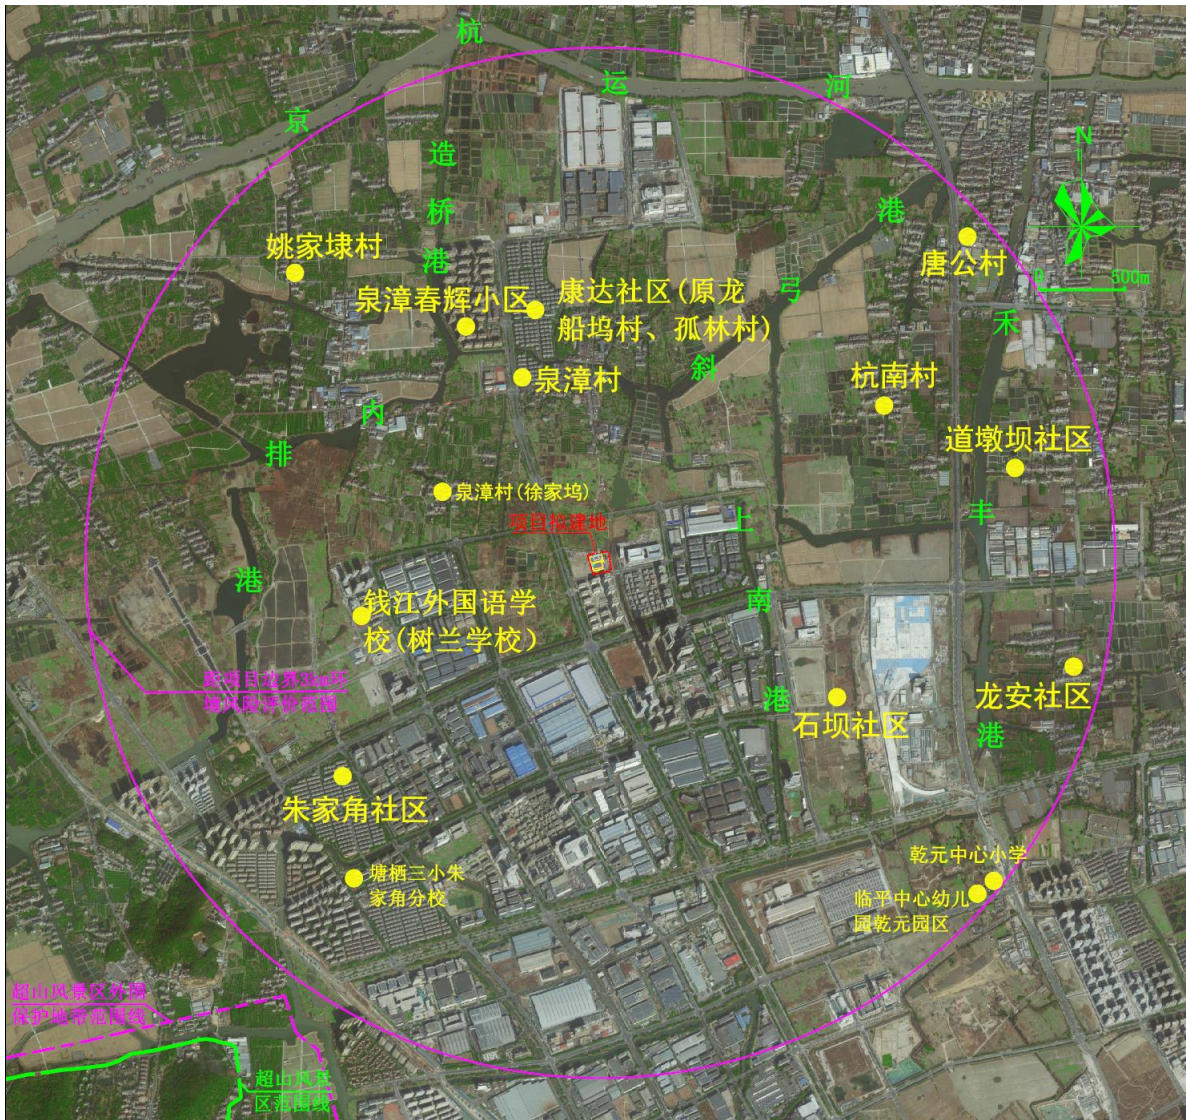 杭
运
河
京
造
桥
港
港
弓
斜
N
0 500m
姚家埭村
泉漳春辉小区
康达社区(原龙
船坞村、孤林村)
唐公村
禾
泉漳村
杭南村
内
排
道墩坝社区
泉漳村(徐家坞)
项目拟建地
上
丰
港
钱江外国语学
校(树兰学校)
南
距项目边界3km环
境风险评价范围
港
石坝社区
龙安社区
港
朱家角社区
塘栖三小朱
家角分校
乾元中心小学
临平中心幼儿
园乾元园区
超山风景区外围
保护地带范围线
超山风景
区范围线